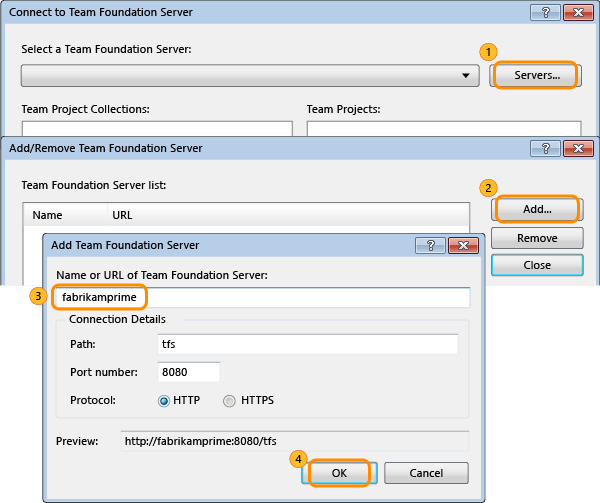 Connect to Team Foundation Server
Select a Team Foundation Server:
1
Servers...
Team Project Collections:
Team Projects:
Add/Remove Team Foundation Server
Team Foundation Server list:
2
Name
URL
Add...
Remove
Close
Add Team Foundation Server
Name or URL of Team Foundation Server:
3
fabrikamprime
Connection Details
Path:
tfs
Port number:
8080
Protocol:
HTTP
HTTPS
Preview:
http://fabrikamprime:8080/tfs
4
OK
Cancel